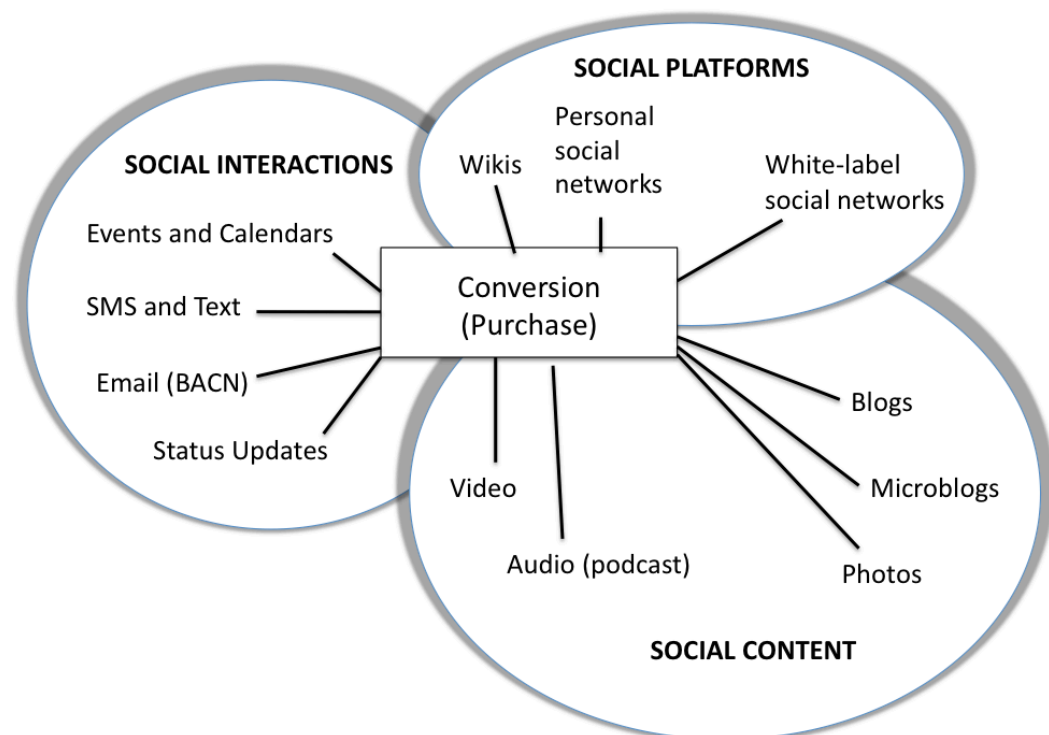 SOCIAL PLATFORMS
Personal
social
networks
Wikis
White-label
social networks
SOCIAL INTERACTIONS
Events and Calendars
SMS and Text
Email (BACN)
Status Updates
Conversion
(Purchase)
Blogs
Microblogs
Photos
Video
Audio (podcast)
SOCIAL CONTENT